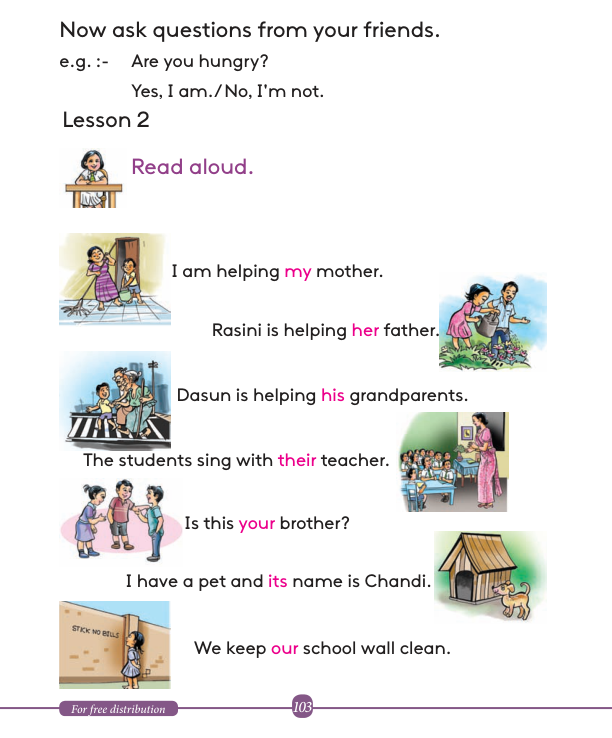 Now ask questions from your friends.
e.g. :- Are you hungry?
Yes, I am./ No, I'm not.
Lesson 2
Read aloud.
I am helping my mother.
Rasini is helping her father.
Dasun is helping his grandparents.
The students sing with their teacher.
Is this your brother?
I have a pet and its name is Chandi.
STICK NO BILLS
We keep our school wall clean.
For free distribution
103